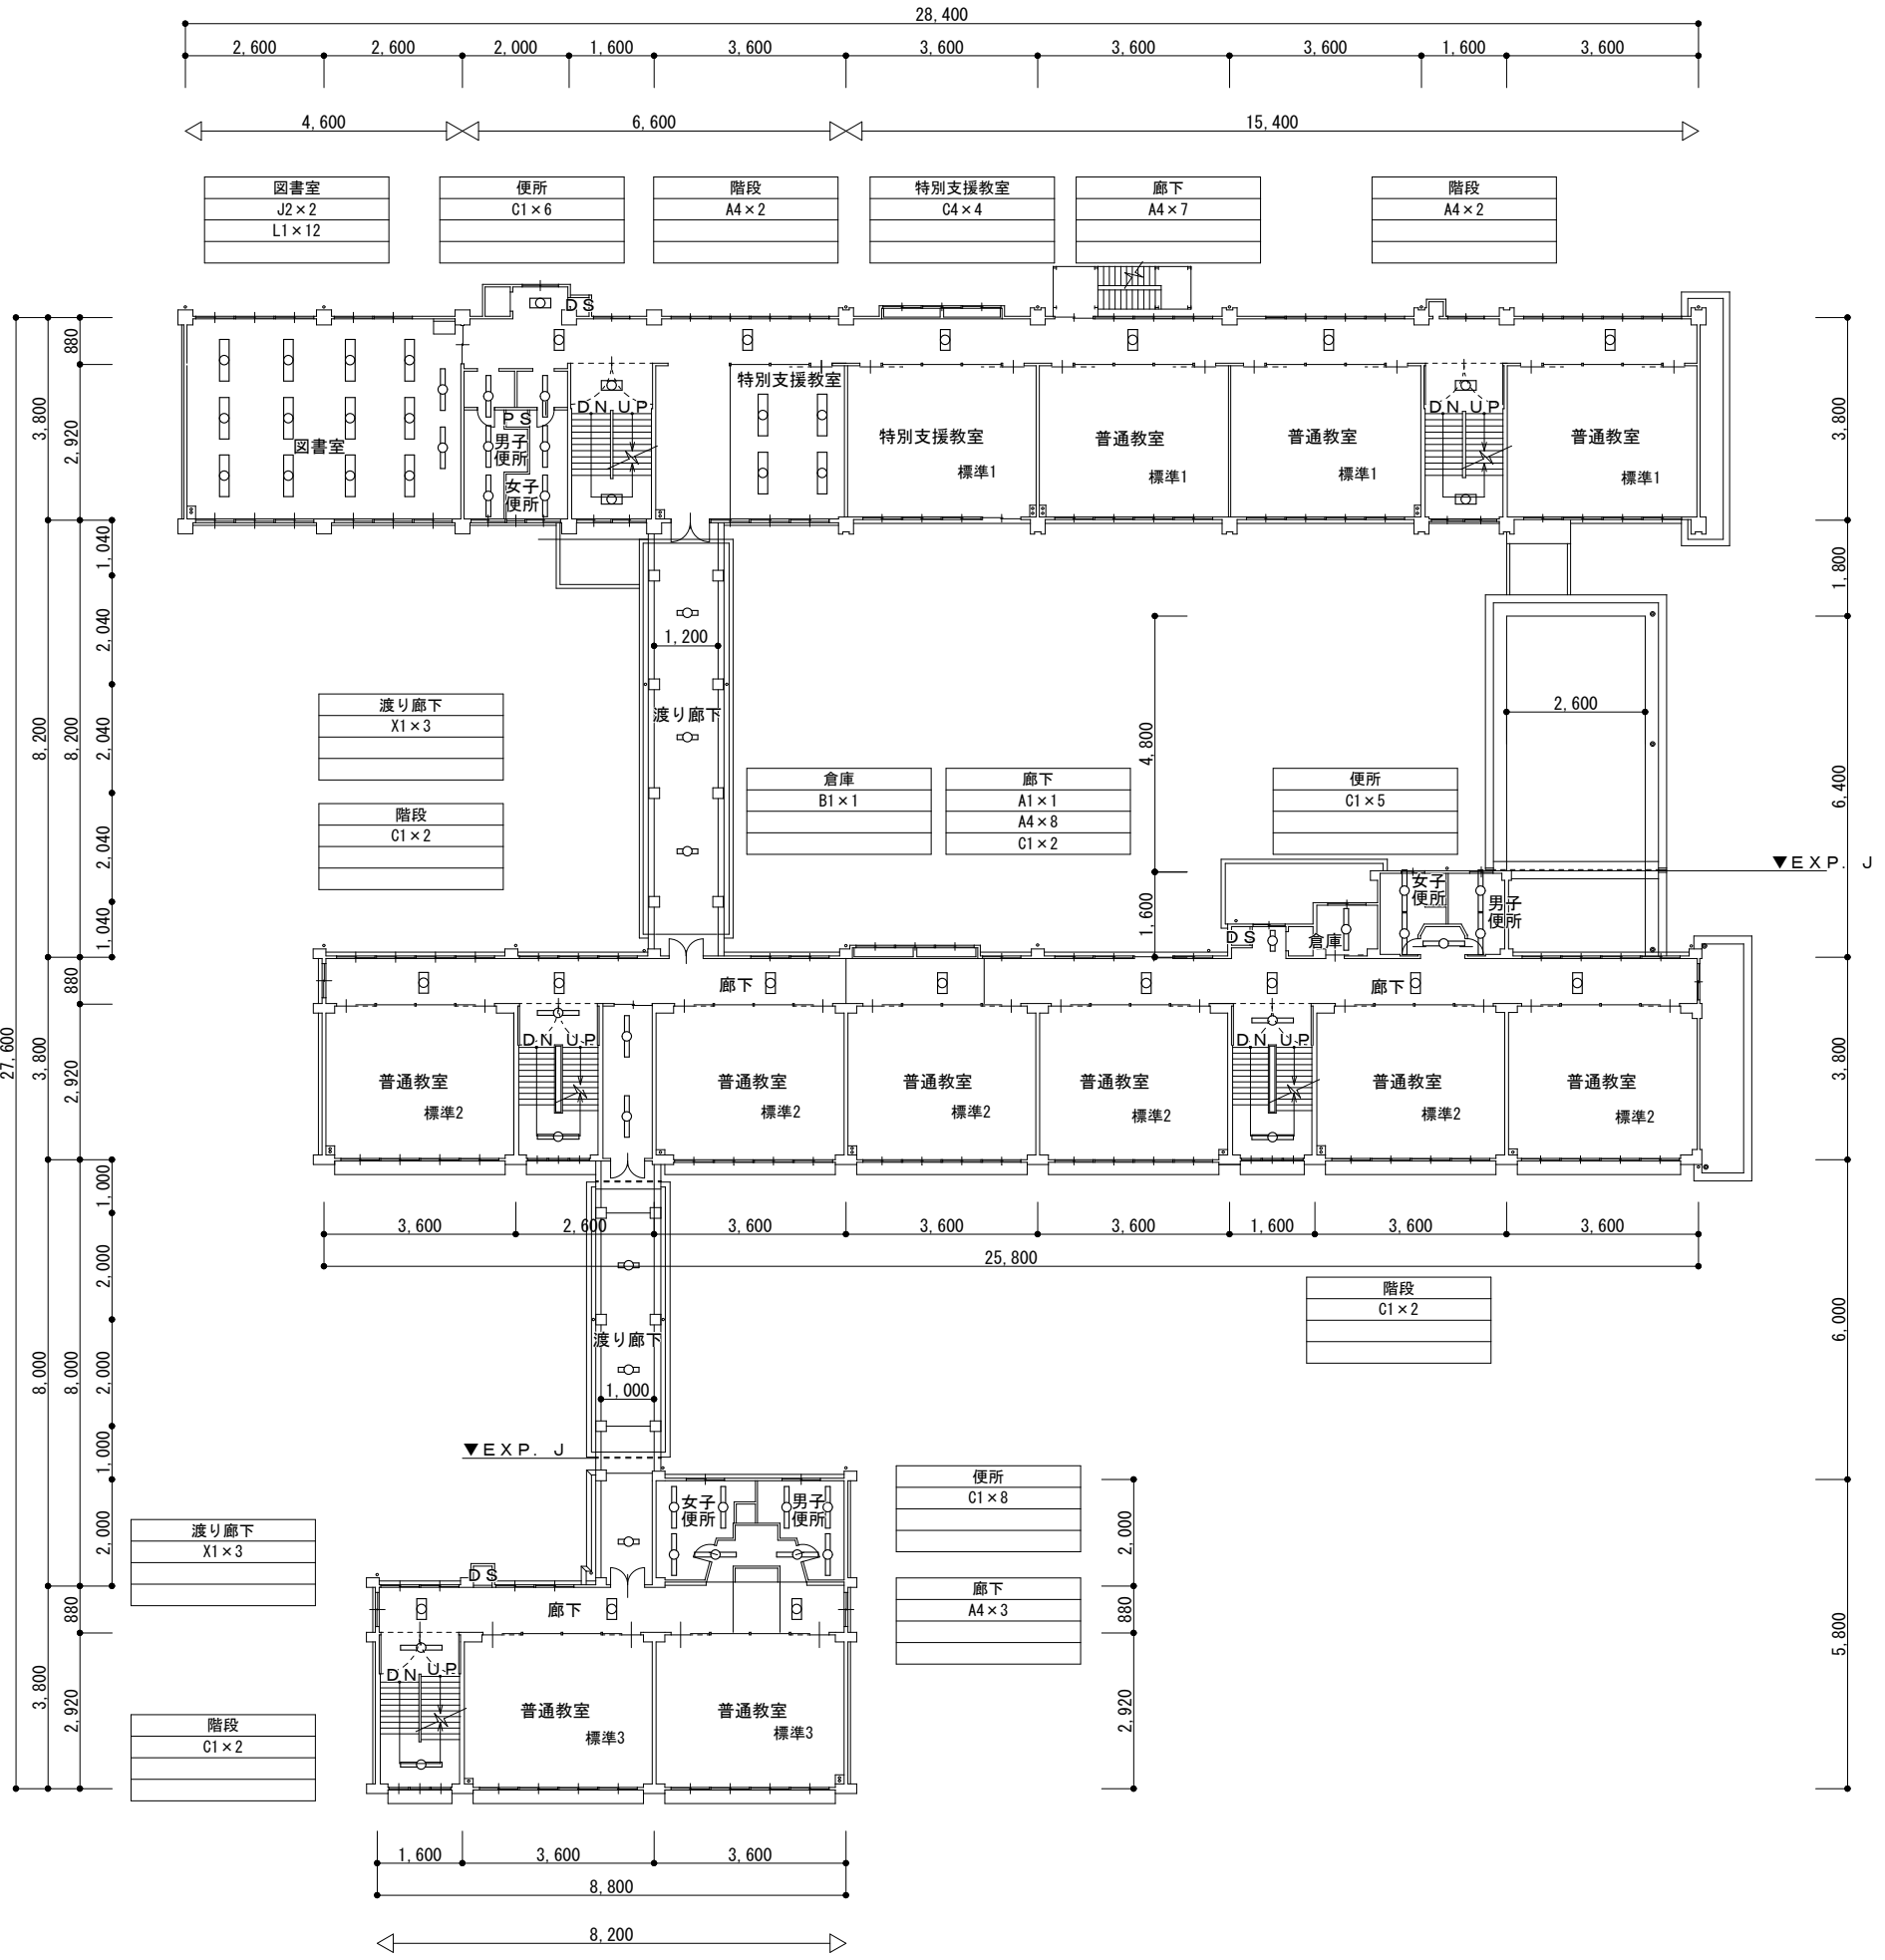 28,400
2,600 2,600 2,000 1,600 3,600 3,600 3,600 3,600 1,600 3,600
4,600 6,600 15,400
図書室
J2×2
L1×12
便所
C1×6
階段
A4×2
特別支援教室
C4×4
廊下
A4×7
階段
A4×2
DS
特別支援教室
DN UP
PS
男子
便所
女子
便所
図書室
特別支援教室
標準1
普通教室
標準1
普通教室
標準1
DN UP
普通教室
標準1
880
2,920
3,800
3,800
1,040
2,040
2,040
2,040
1,040
8,200
8,200
27,600
1,800
6,400
1,200
渡り廊下
2,600
4,800
1,600
渡り廊下
X1×3
階段
C1×2
倉庫
B1×1
廊下
A1×1
A4×8
C1×2
便所
C1×5
▼EXP. J
女子
便所
男子
便所
DS
倉庫
廊下
廊下
DN UP
DN UP
普通教室
標準2
普通教室
標準2
普通教室
標準2
普通教室
標準2
普通教室
標準2
普通教室
標準2
880
2,920
3,800
3,800
3,600 2,600 3,600 3,600 3,600 1,600 3,600 3,600
25,800
階段
C1×2
1,000
2,000
2,000
1,000
2,000
8,000
8,000
6,000
渡り廊下
1,000
▼EXP. J
女子
便所
男子
便所
便所
C1×8
廊下
A4×3
渡り廊下
X1×3
階段
C1×2
DS
廊下
DN UP
普通教室
標準3
普通教室
標準3
880
2,920
3,800
2,000
880
2,920
5,800
1,600 3,600 3,600
8,800
8,200